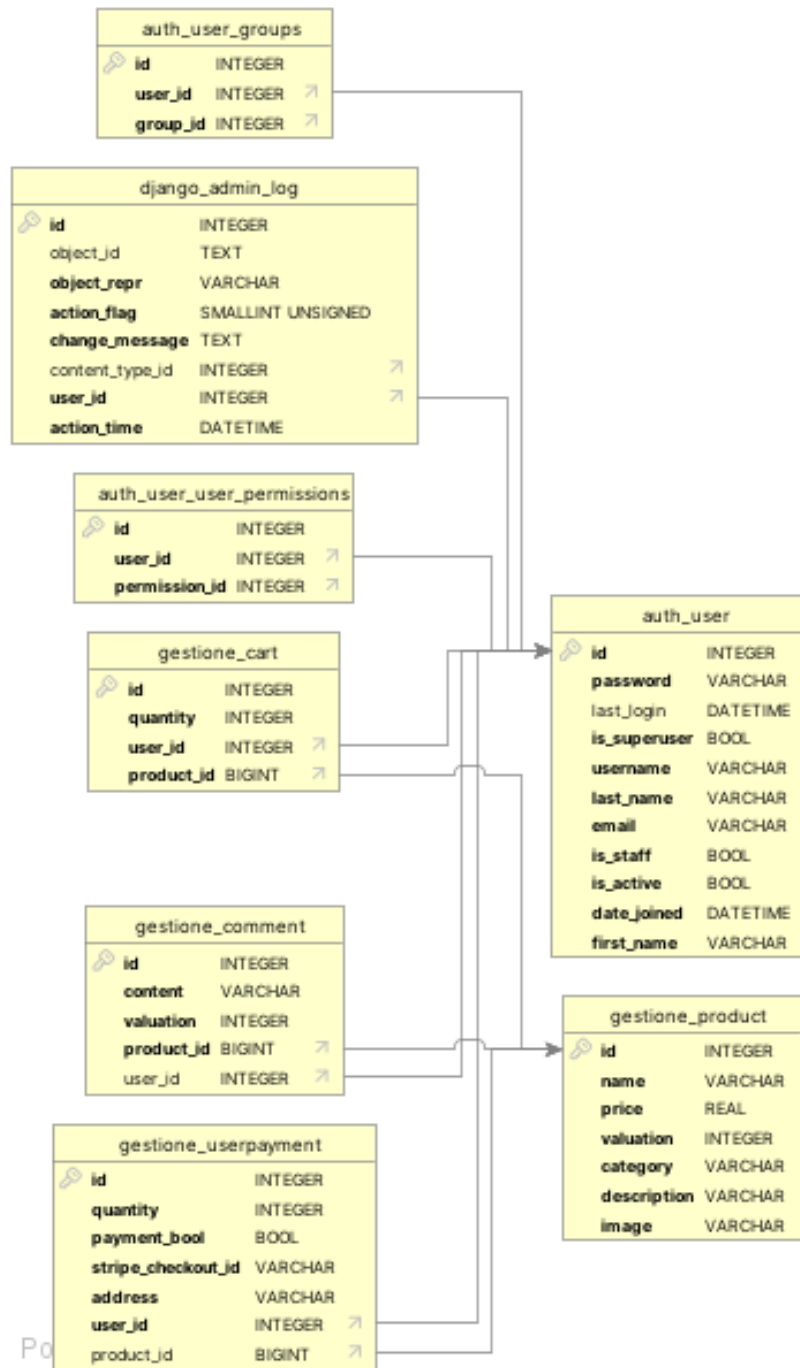 auth_user_groups
id INTEGER
user_id INTEGER
group_id INTEGER
django_admin_log
id INTEGER
object_id TEXT
object_repr VARCHAR
action_flag SMALLINT UNSIGNED
change_message TEXT
content_type_id INTEGER
user_id INTEGER
action_time DATETIME
auth_user_user_permissions
id INTEGER
user_id INTEGER
permission_id INTEGER
gestione_cart
id INTEGER
quantity INTEGER
user_id INTEGER
product_id BIGINT
gestione_comment
id INTEGER
content VARCHAR
valuation INTEGER
product_id BIGINT
user_id INTEGER
gestione_userpayment
id INTEGER
quantity INTEGER
payment_bool BOOL
stripe_checkout_id VARCHAR
address VARCHAR
user_id INTEGER
product_id BIGINT
auth_user
id INTEGER
password VARCHAR
last_login DATETIME
is_superuser BOOL
username VARCHAR
last_name VARCHAR
email VARCHAR
is_staff BOOL
is_active BOOL
date_joined DATETIME
first_name VARCHAR
gestione_product
id INTEGER
name VARCHAR
price REAL
valuation INTEGER
category VARCHAR
description VARCHAR
image VARCHAR